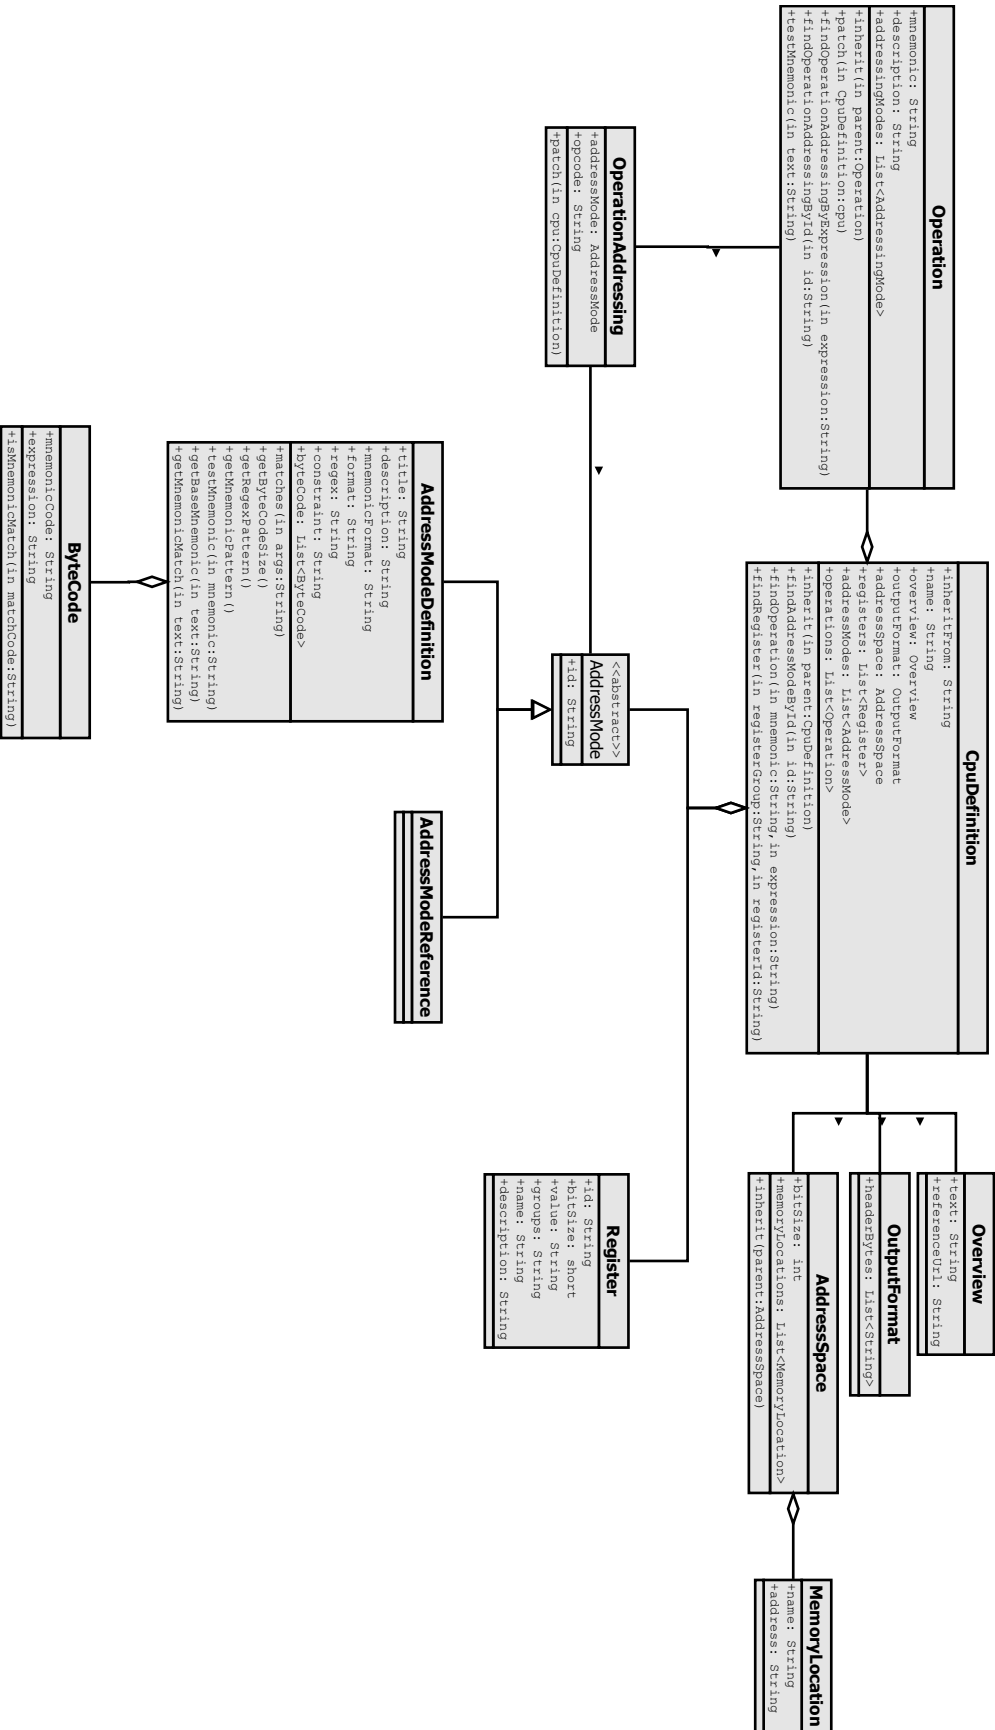 Operation
+mnemonic: String
+description: String
+addressingModes: List<AddressingMode>
+inherit(in parent:Operation)
+patch(in CpuDefinition:cpu)
+findOperationAddressingByExpression(in expression:String)
+findOperationAddressingById(in id:String)
+testMnemonic(in text:String)
CpuDefinition
+inheritFrom: String
+name: String
+overview: Overview
+outputFormat: OutputFormat
+addressSpace: AddressSpace
+registers: List<Register>
+addressModes: List<AddressMode>
+operations: List<Operation>
+inherit(in parent:CpuDefinition)
+findAddressModeById(in id:String)
+findOperation(in mnemonic:String,in expression:String)
+findRegister(in registerGroup:String,in registerId:String)
Overview
+text: String
+referenceUrl: String
OutputFormat
+headerBytes: List<String>
AddressSpace
+bitSize: int
+memoryLocations: List<MemoryLocation>
+inherit(parent:AddressSpace)
MemoryLocation
+name: String
+address: String
OperationAddressing
+addressMode: AddressMode
+opcode: String
+patch(in cpu:CpuDefinition)
<<abstract>>
AddressMode
+id: String
Register
+id: String
+bitSize: short
+value: String
+groups: String
+name: String
+description: String
AddressModeDefinition
+title: String
+description: String
+mnemonicFormat: String
+format: String
+regex: String
+constraint: String
+byteCode: List<ByteCode>
+matches(in args:String)
+getByteCodeSize()
+getRegexPattern()
+getMnemonicPattern()
+testMnemonic(in mnemonic:String)
+getBaseMnemonic(in text:String)
+getMnemonicMatch(in text:String)
AddressModeReference
ByteCode
+mnemonicCode: String
+expression: String
+isMnemonicMatch(in matchCode:String)